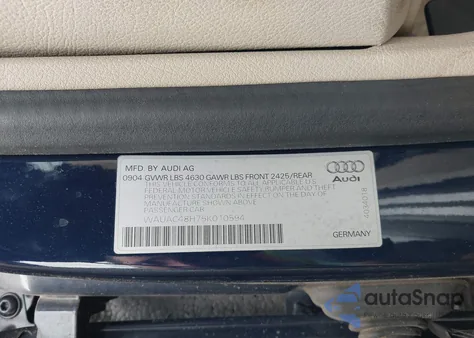 MFD. BY AUDI AG
0904 GVWR LBS 4630 GAWR LBS FRONT 2425/REAR
THIS VEHICLE CONFORMS TO ALL APPLICABLE U.S.
FEDERAL MOTOR VEHICLE SAFETY, BUMPER AND THEFT
PREVENTION STANDARDS IN EFFECT ON THE DAY OF
MANUFACTURE SHOWN ABOVE
PASSENGER CAR
Audi
GERMANY
autoSnap